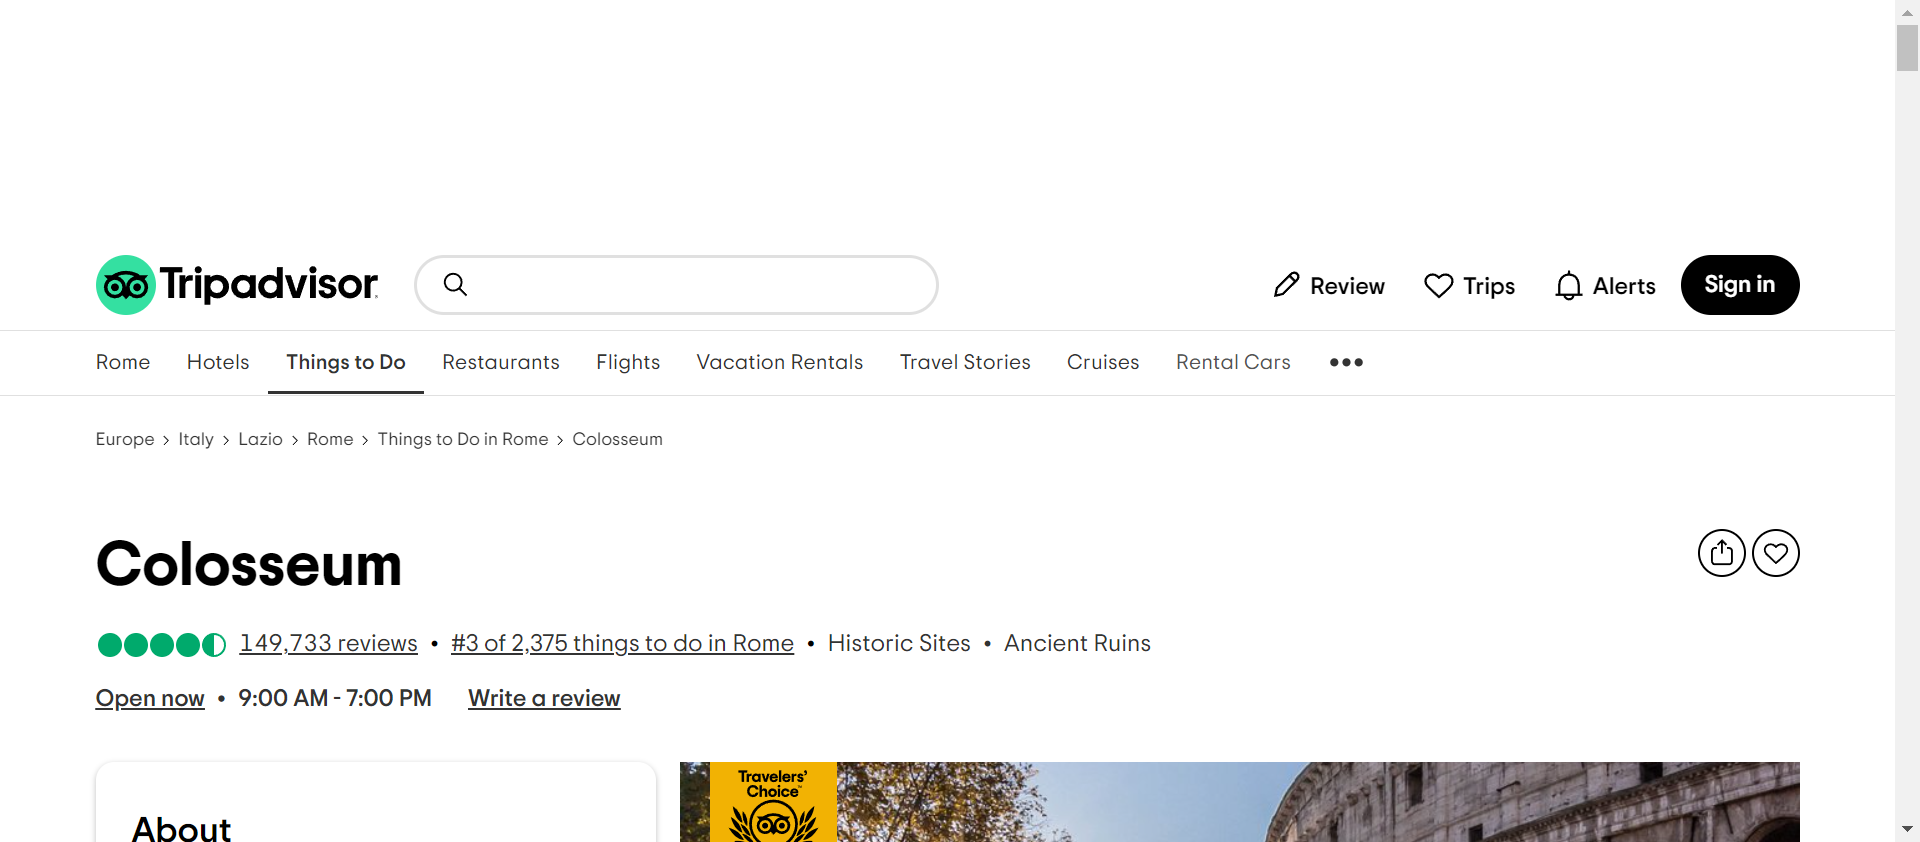 Tripadvisor
Review Trips Alerts Sign in
Rome Hotels Things to Do Restaurants Flights Vacation Rentals Travel Stories Cruises Rental Cars •••
Europe > Italy > Lazio > Rome > Things to Do in Rome > Colosseum
Colosseum
149,733 reviews • #3 of 2,375 things to do in Rome • Historic Sites • Ancient Ruins
Open now • 9:00 AM - 7:00 PM Write a review
About
Travelers'
Choice